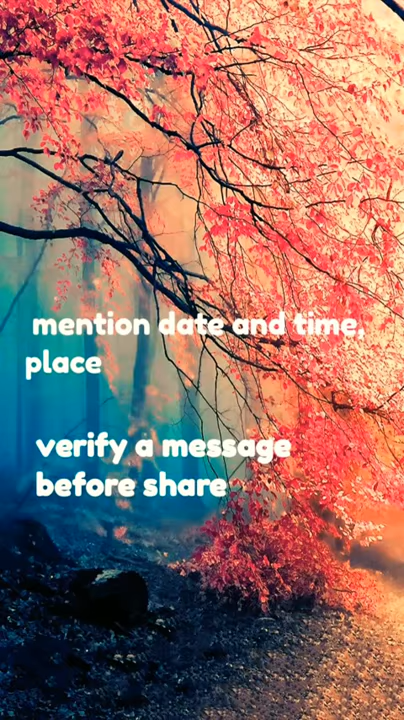 mention date and time,
place
verify a message
before share